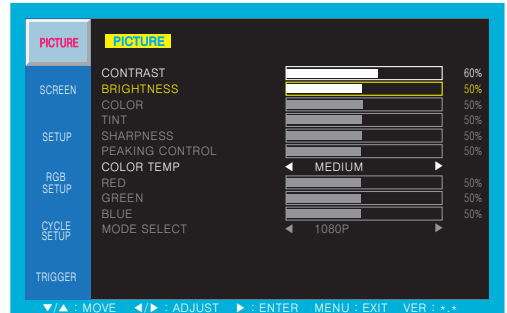 PICTURE
SCREEN
SETUP
RGB
SETUP
CYCLE
SETUP
TRIGGER
PICTURE
CONTRAST 60%
BRIGHTNESS 50%
COLOR 50%
TINT 50%
SHARPNESS 50%
PEAKING CONTROL 50%
COLOR TEMP ◀ MEDIUM ▶
RED 50%
GREEN 50%
BLUE 50%
MODE SELECT ◀ 1080P ▶
▼/▲ : MOVE ◀/▶ : ADJUST ▶ : ENTER MENU : EXIT VER : *.*